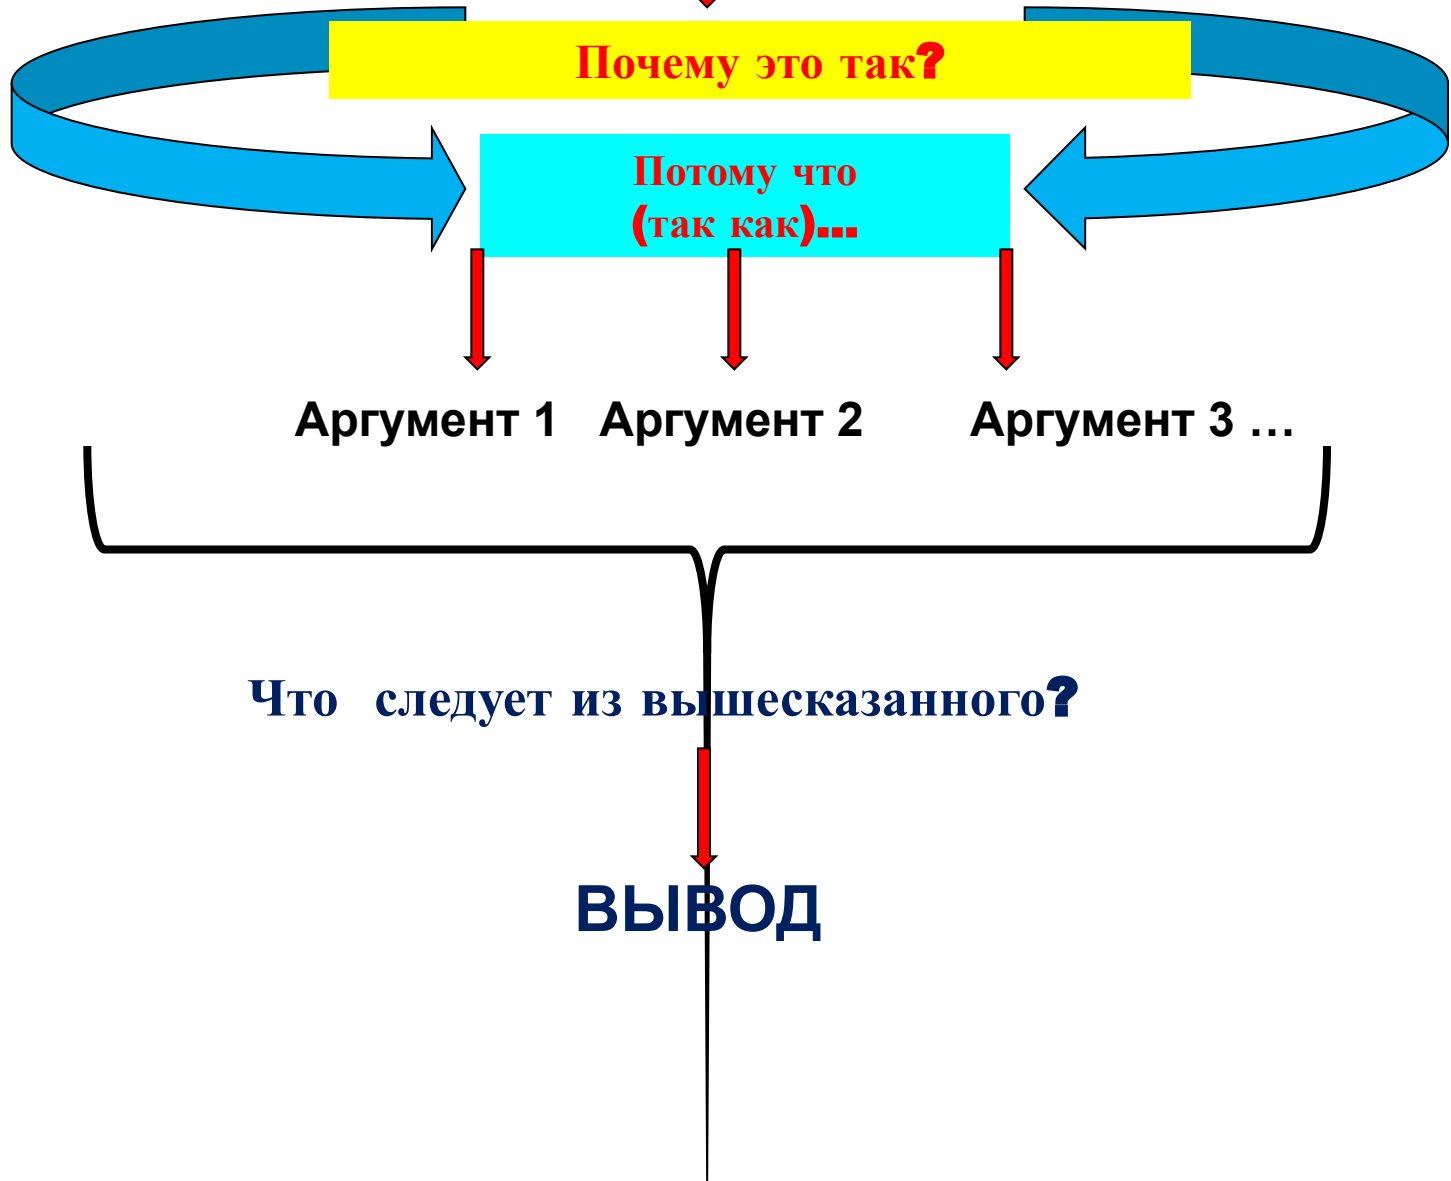 Почему это так?
Потому что
(так как)...
Аргумент 1 Аргумент 2 Аргумент 3 ...
Что следует из вышесказанного?
ВЫВОД